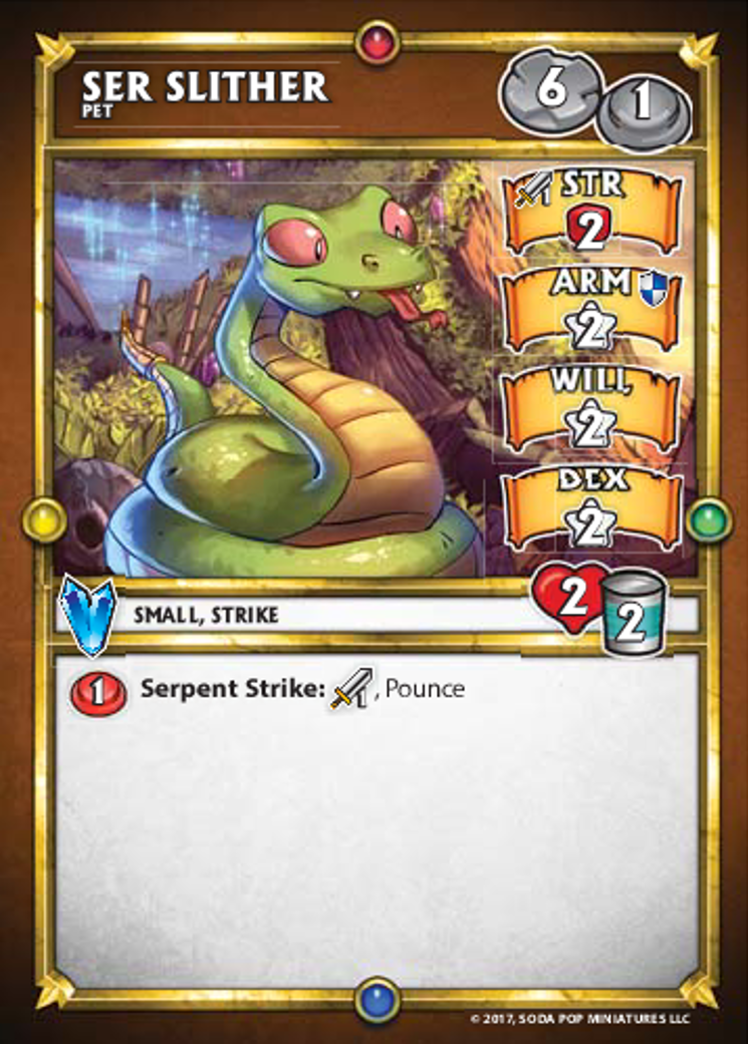 SER SLITHER
PET
6
1
STR
2
ARM
2
WILL
2
DEX
2
SMALL, STRIKE
2
2
1 Serpent Strike: 1, Pounce
© 2017, SODA POP MINIATURES LLC